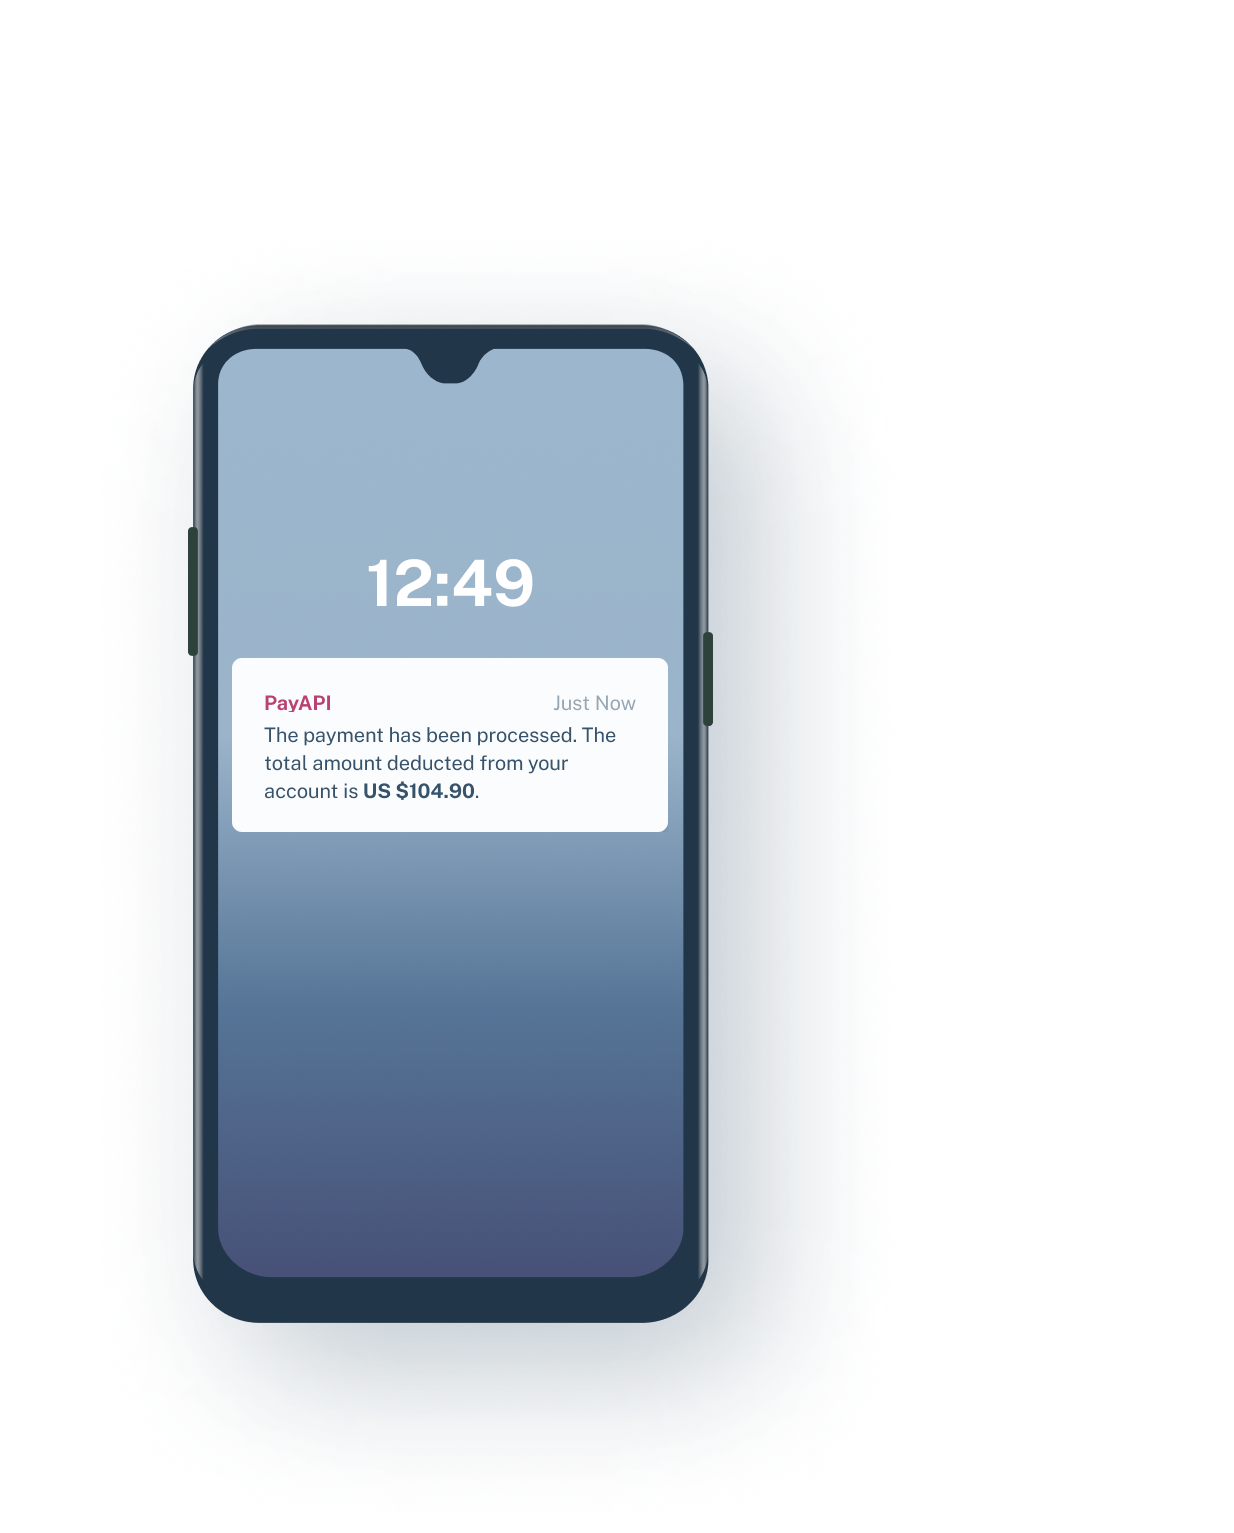 12:49
PayAPI Just Now
The payment has been processed. The
total amount deducted from your
account is US $104.90.